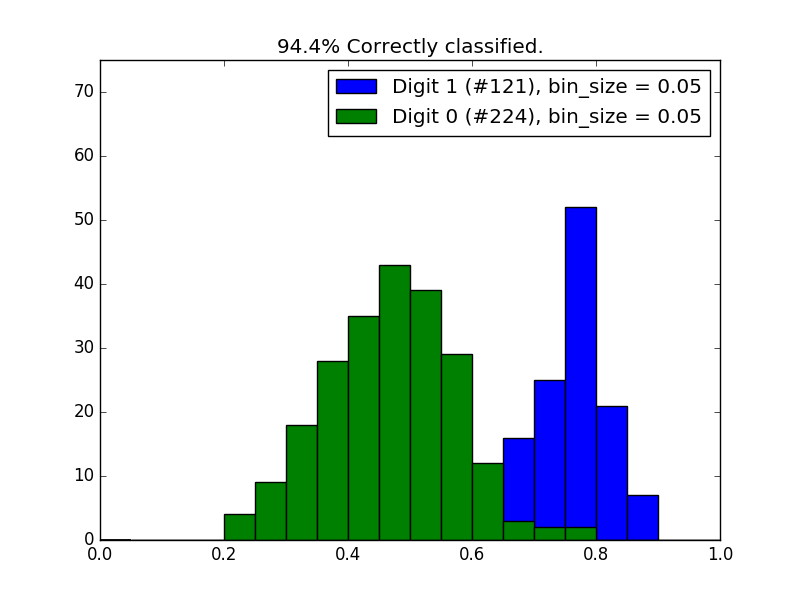 94.4% Correctly classified.
Digit 1 (#121), bin_size = 0.05
Digit 0 (#224), bin_size = 0.05
70
60
50
40
30
20
10
0
0.0 0.2 0.4 0.6 0.8 1.0